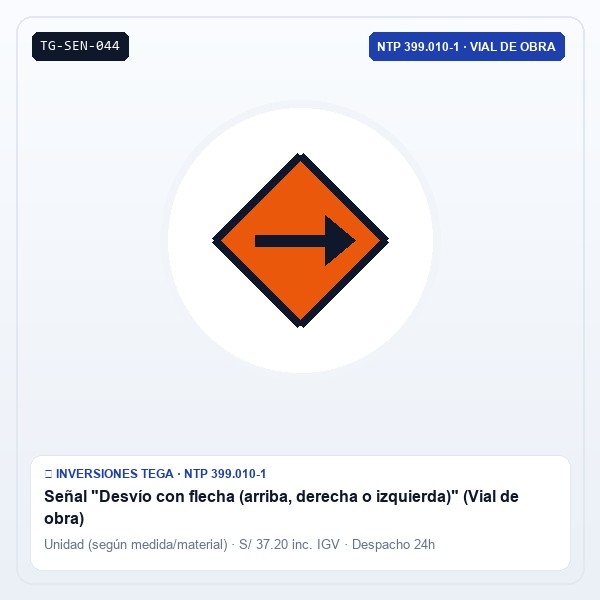 TG-SEN-044
NTP 399.010-1 · VIAL DE OBRA
INVERSIONES TEGA · NTP 399.010-1
Señal "Desvío con flecha (arriba, derecha o izquierda)" (Vial de
obra)
Unidad (según medida/material) · S/ 37.20 inc. IGV · Despacho 24h